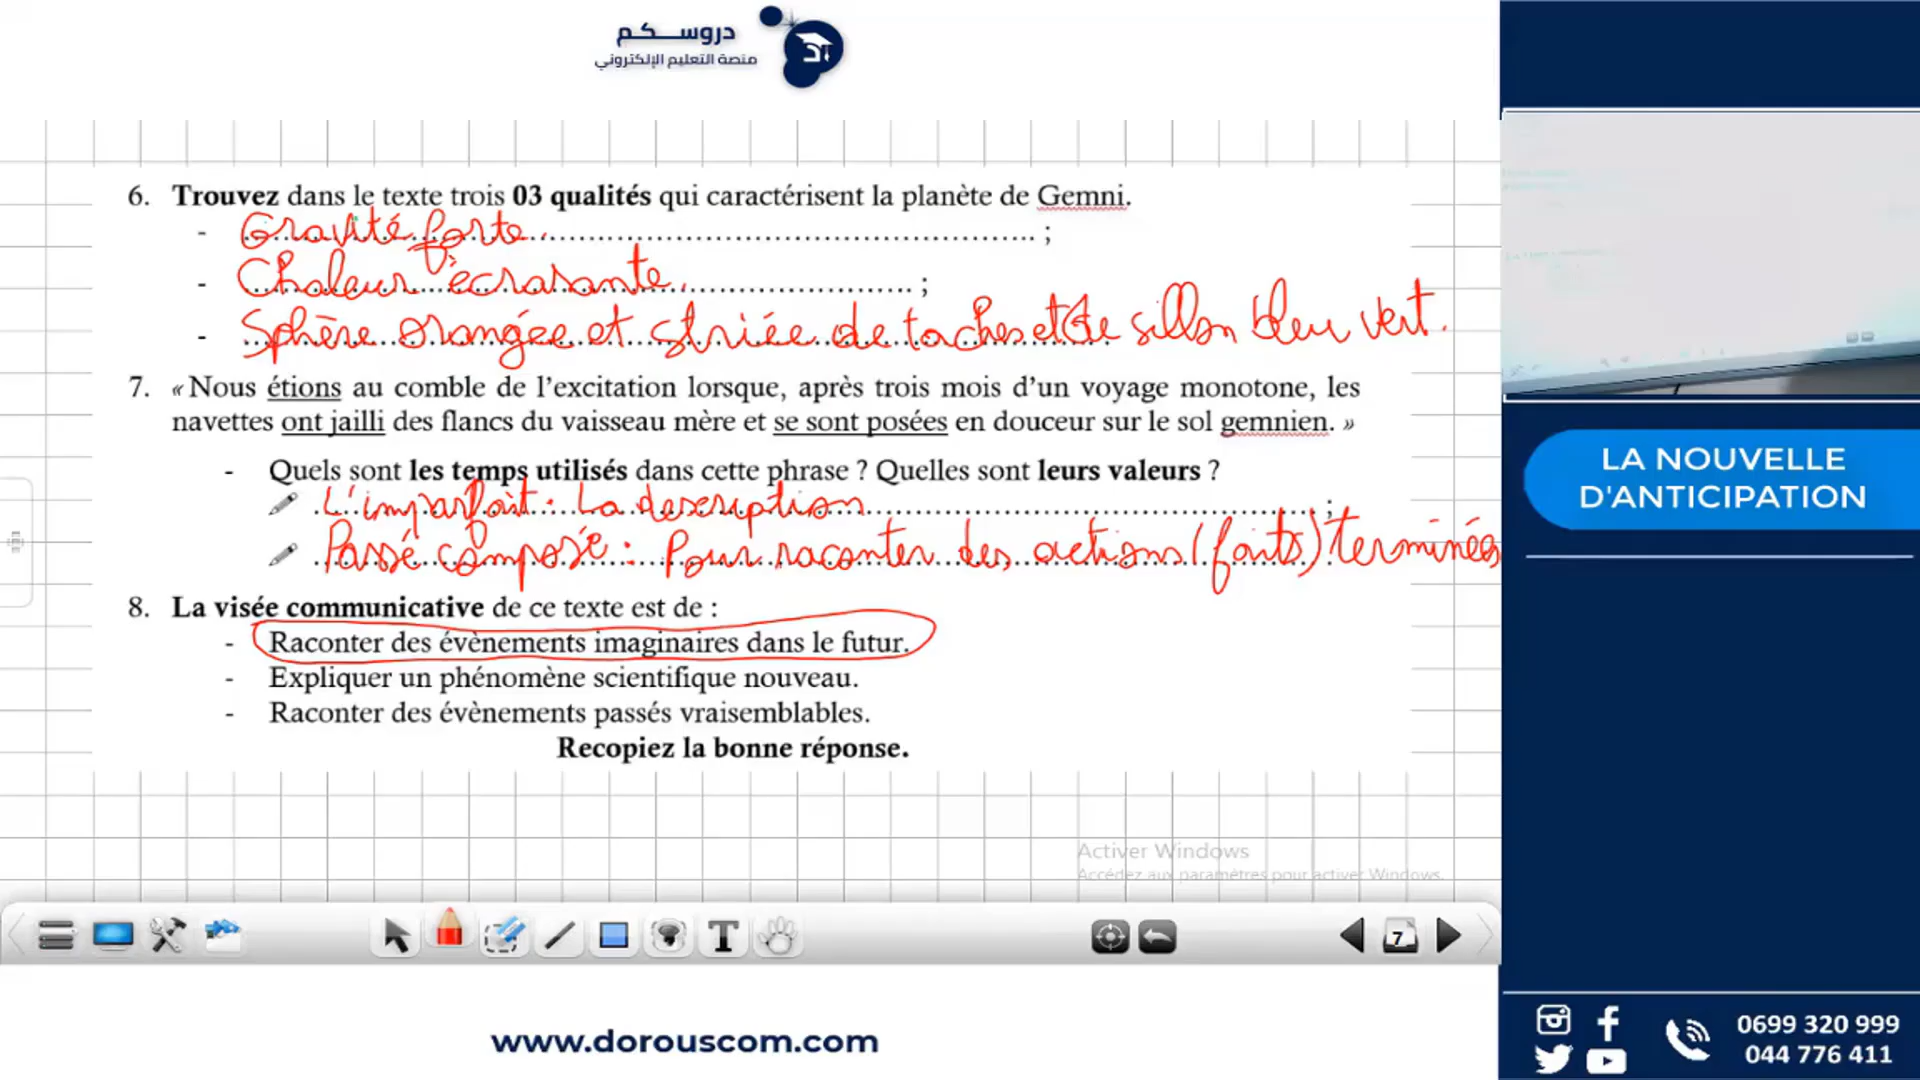 دروسكم
منصة التعليم الإلكتروني
6. Trouvez dans le texte trois 03 qualités qui caractérisent la planète de Gemni.
- Gravité forte. ;
- Chaleur écrasante. ;
- Sphère orangée et striée de taches et de sillon bleu vert.
7. « Nous étions au comble de l'excitation lorsque, après trois mois d'un voyage monotone, les
navettes ont jailli des flancs du vaisseau mère et se sont posées en douceur sur le sol gemnien. »
- Quels sont les temps utilisés dans cette phrase ? Quelles sont leurs valeurs ?
L'imparfait : La description ;
Passé composé : Pour raconter des actions (faits) terminées
8. La visée communicative de ce texte est de :
- Raconter des évènements imaginaires dans le futur.
- Expliquer un phénomène scientifique nouveau.
- Raconter des évènements passés vraisemblables.
Recopiez la bonne réponse.
Activer Windows
Accédez aux paramètres pour activer Windows.
T
7
www.dorouscom.com
LA NOUVELLE
D'ANTICIPATION
0699 320 999
044 776 411